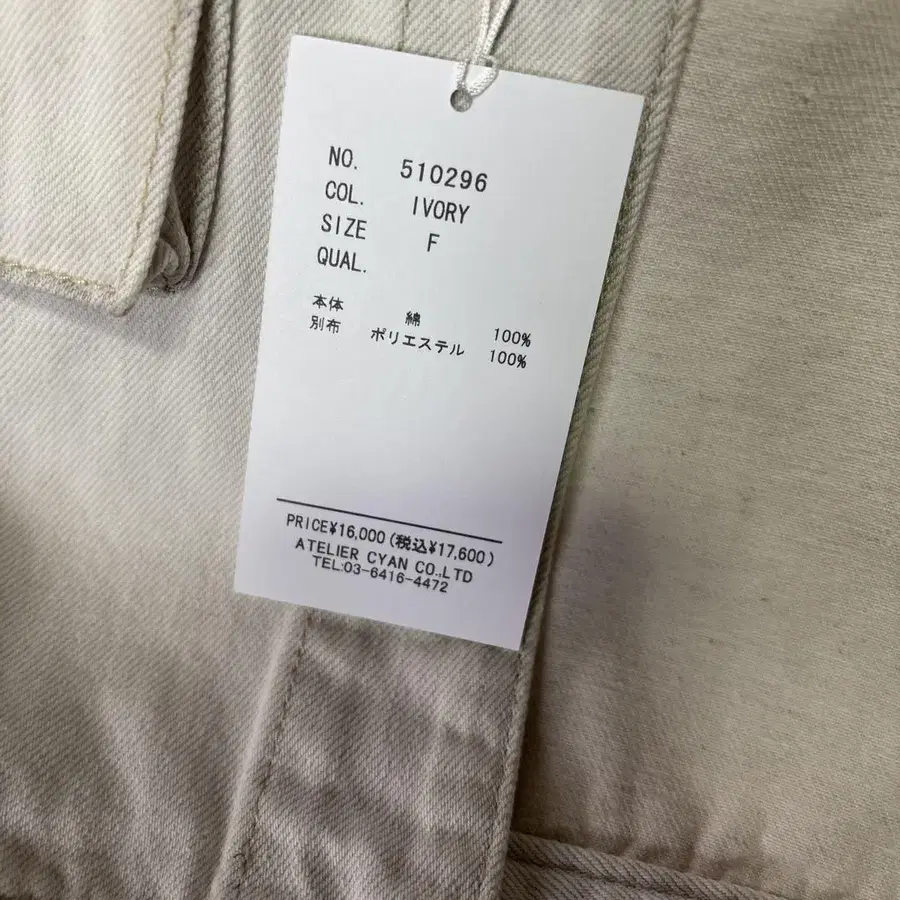 NO. 510296
COL. IVORY
SIZE F
QUAL.
本体 綿 100%
別布 ポリエステル 100%
PRICE¥16,000(税込¥17,600)
ATELIER CYAN CO.,LTD
TEL:03-6416-4472